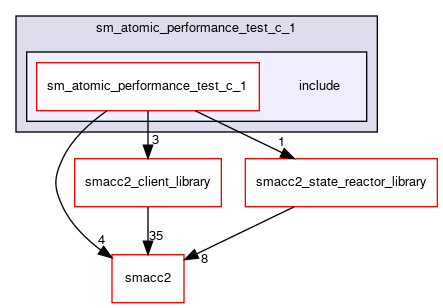 sm_atomic_performance_test_c_1
sm_atomic_performance_test_c_1
include
3
1
smacc2_client_library
smacc2_state_reactor_library
4
35
8
smacc2